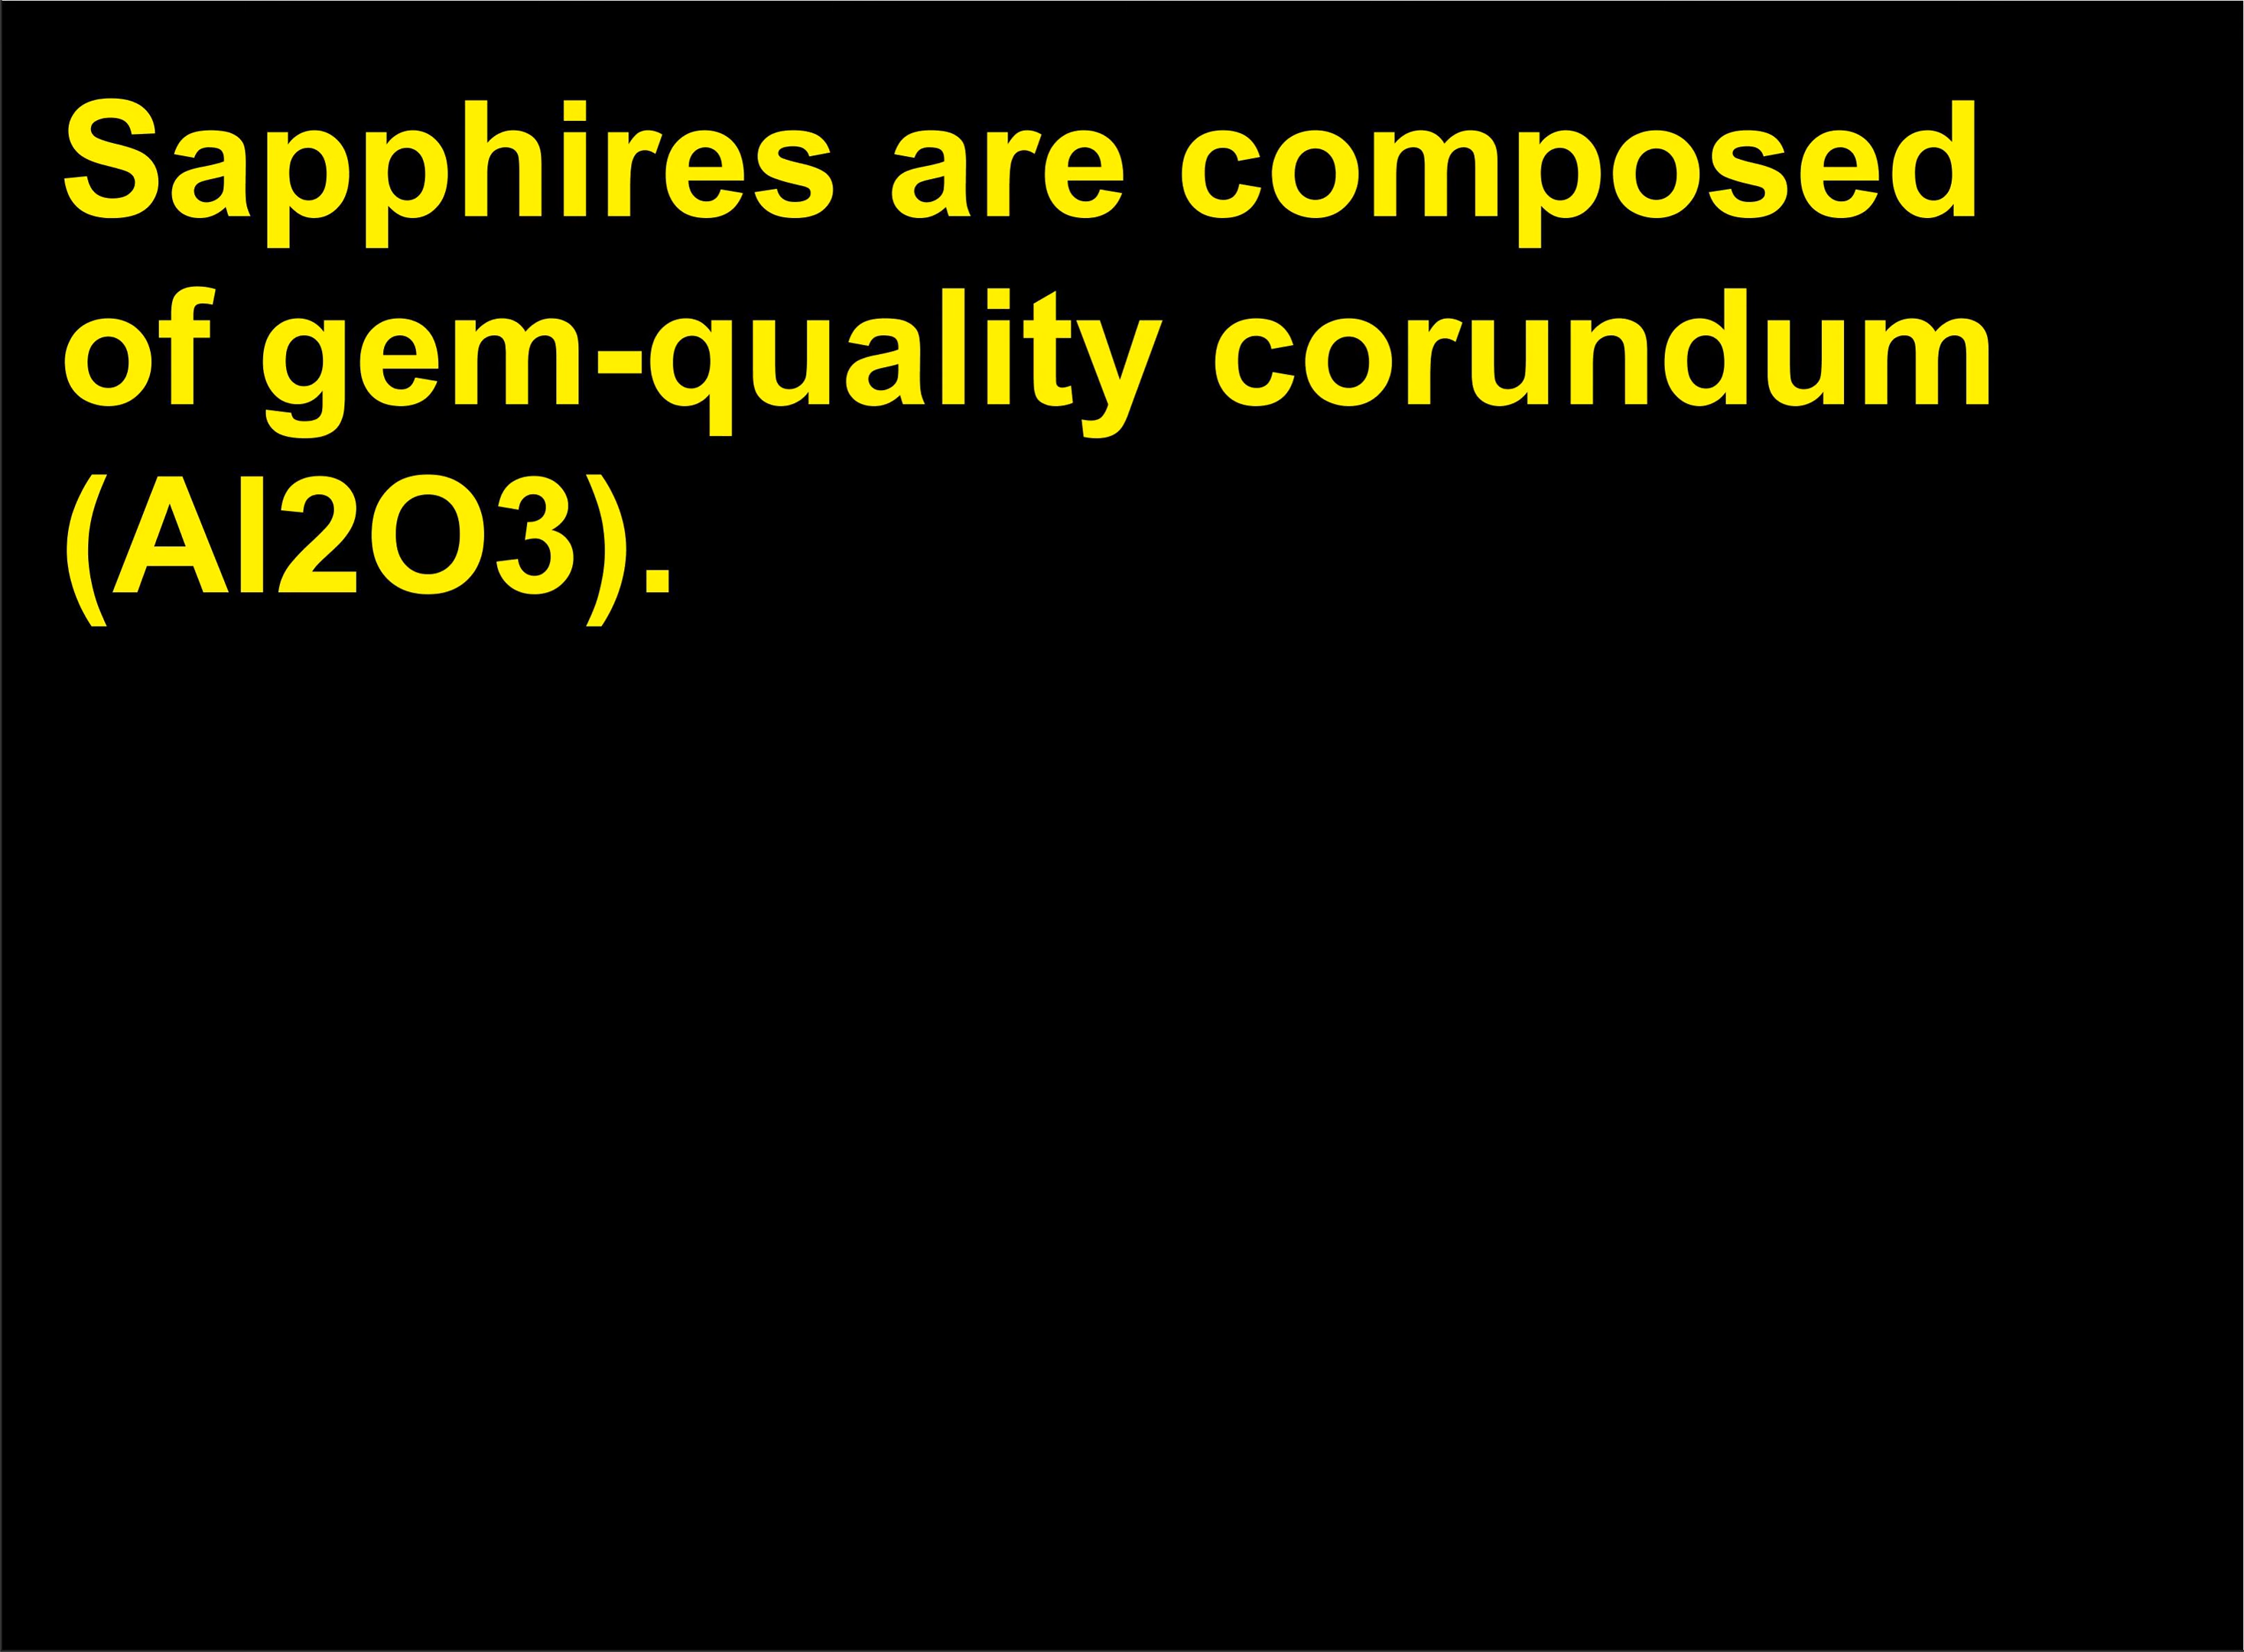 Sapphires are composed
of gem-quality corundum
(Al2O3).